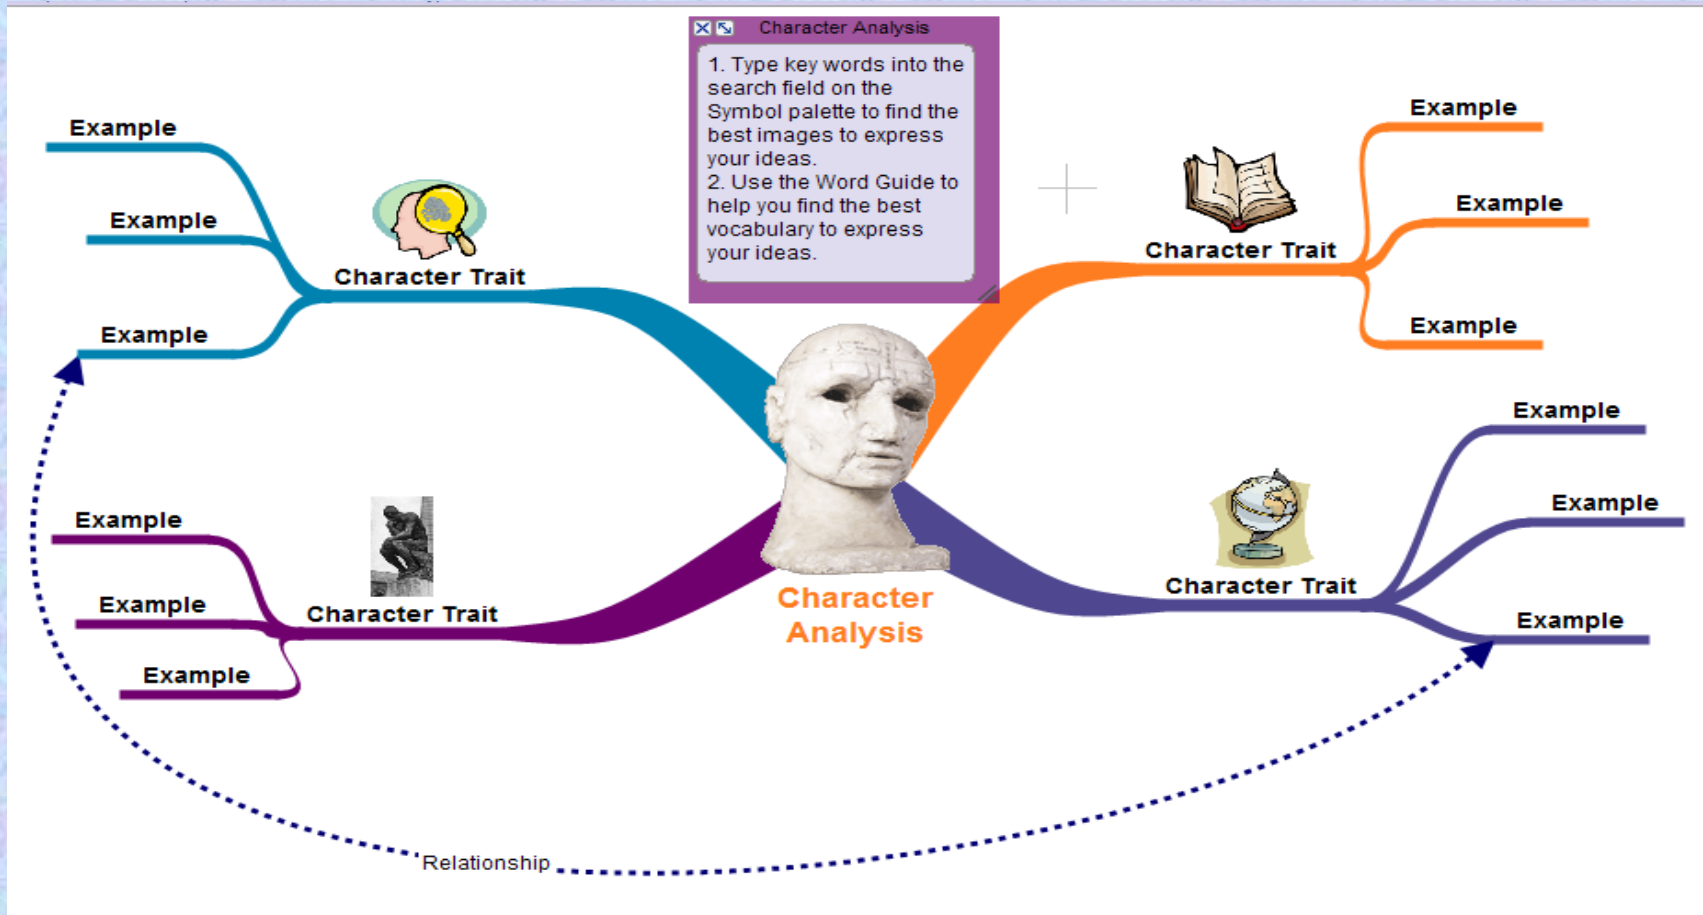 Character Analysis
1. Type key words into the
search field on the
Symbol palette to find the
best images to express
your ideas.
2. Use the Word Guide to
help you find the best
vocabulary to express
your ideas.
Example
Example
Example
Character Trait
Example
Example
Example
Character Trait
Example
Example
Example
Character Trait
Example
Example
Example
Character Trait
Character
Analysis
Relationship